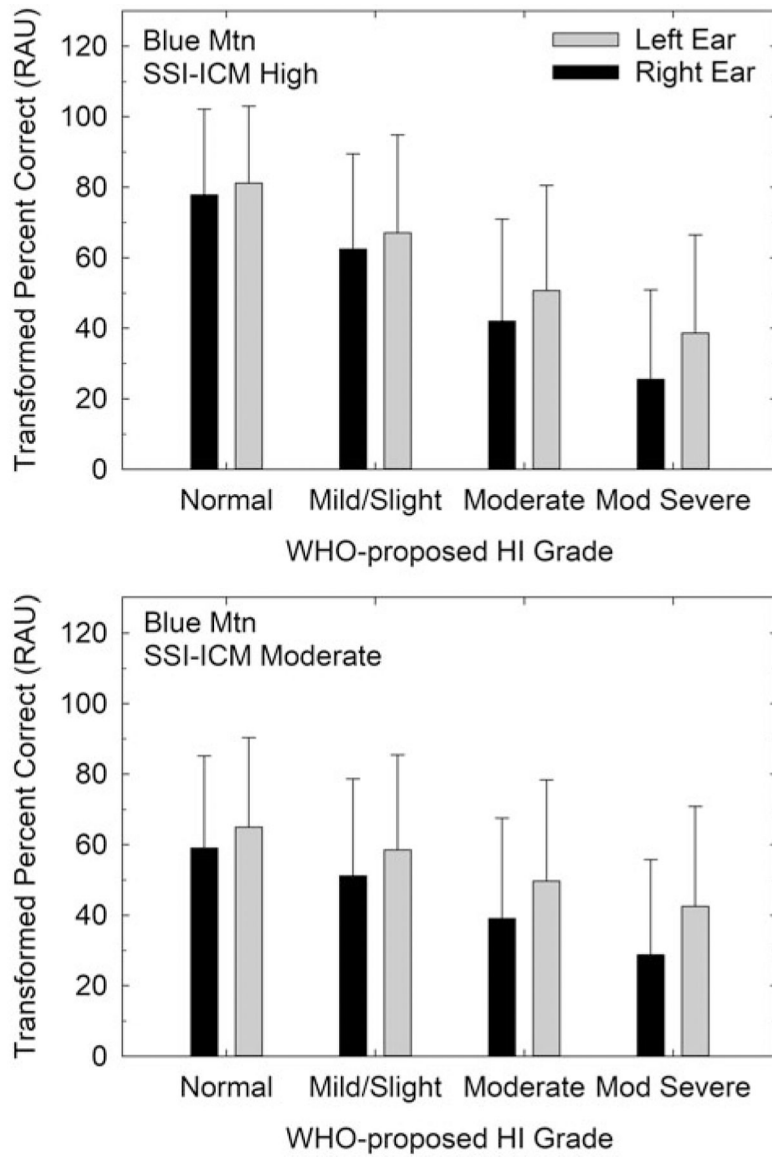 Transformed Percent Correct (RAU)
120
100
80
60
40
20
0
Blue Mtn
SSI-ICM High
Left Ear
Right Ear
Normal Mild/Slight Moderate Mod Severe
WHO-proposed HI Grade
Transformed Percent Correct (RAU)
120
100
80
60
40
20
0
Blue Mtn
SSI-ICM Moderate
Normal Mild/Slight Moderate Mod Severe
WHO-proposed HI Grade